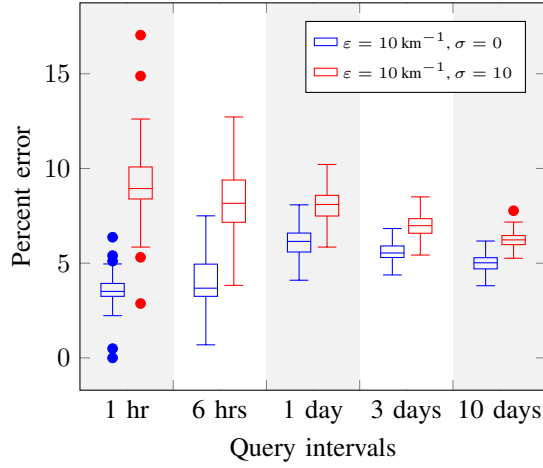 ε = 10 km⁻¹, σ = 0
ε = 10 km⁻¹, σ = 10
Percent error
15
10
5
0
1 hr 6 hrs 1 day 3 days 10 days
Query intervals